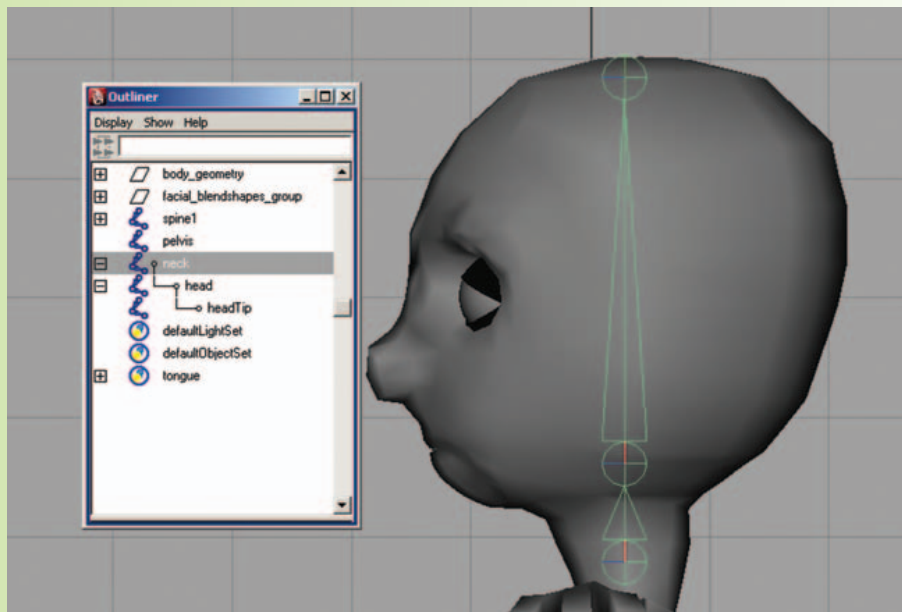 Outliner
Display Show Help
body_geometry
facial_blendshapes_group
spine1
pelvis
neck
head
headTip
defaultLightSet
defaultObjectSet
tongue